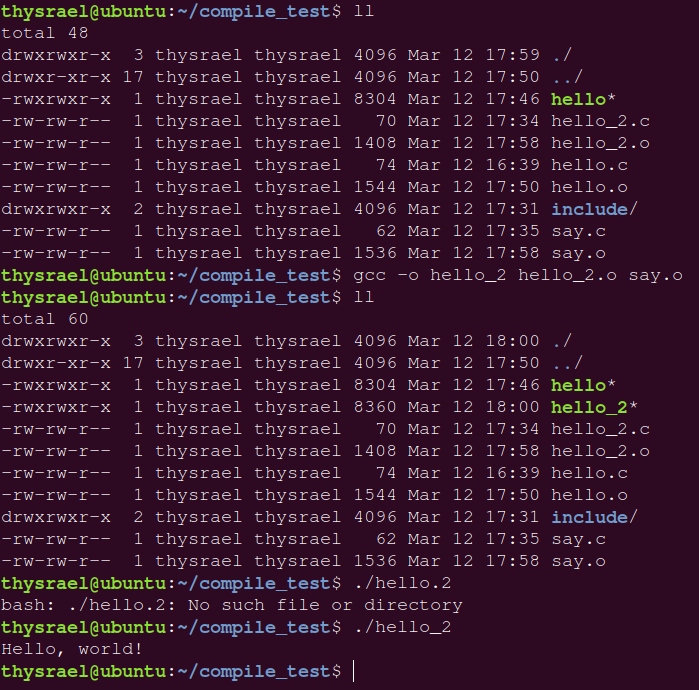 thysrael@ubuntu:~/compile_test$ ll
total 48
drwxrwxr-x  3 thysrael thysrael 4096 Mar 12 17:59 ./
drwxr-xr-x 17 thysrael thysrael 4096 Mar 12 17:50 ../
-rwxrwxr-x  1 thysrael thysrael 8304 Mar 12 17:46 hello*
-rw-rw-r--  1 thysrael thysrael   70 Mar 12 17:34 hello_2.c
-rw-rw-r--  1 thysrael thysrael 1408 Mar 12 17:58 hello_2.o
-rw-rw-r--  1 thysrael thysrael   74 Mar 12 16:39 hello.c
-rw-rw-r--  1 thysrael thysrael 1544 Mar 12 17:50 hello.o
drwxrwxr-x  2 thysrael thysrael 4096 Mar 12 17:31 include/
-rw-rw-r--  1 thysrael thysrael   62 Mar 12 17:35 say.c
-rw-rw-r--  1 thysrael thysrael 1536 Mar 12 17:58 say.o
thysrael@ubuntu:~/compile_test$ gcc -o hello_2 hello_2.o say.o
thysrael@ubuntu:~/compile_test$ ll
total 60
drwxrwxr-x  3 thysrael thysrael 4096 Mar 12 18:00 ./
drwxr-xr-x 17 thysrael thysrael 4096 Mar 12 17:50 ../
-rwxrwxr-x  1 thysrael thysrael 8304 Mar 12 17:46 hello*
-rwxrwxr-x  1 thysrael thysrael 8360 Mar 12 18:00 hello_2*
-rw-rw-r--  1 thysrael thysrael   70 Mar 12 17:34 hello_2.c
-rw-rw-r--  1 thysrael thysrael 1408 Mar 12 17:58 hello_2.o
-rw-rw-r--  1 thysrael thysrael   74 Mar 12 16:39 hello.c
-rw-rw-r--  1 thysrael thysrael 1544 Mar 12 17:50 hello.o
drwxrwxr-x  2 thysrael thysrael 4096 Mar 12 17:31 include/
-rw-rw-r--  1 thysrael thysrael   62 Mar 12 17:35 say.c
-rw-rw-r--  1 thysrael thysrael 1536 Mar 12 17:58 say.o
thysrael@ubuntu:~/compile_test$ ./hello.2
bash: ./hello.2: No such file or directory
thysrael@ubuntu:~/compile_test$ ./hello_2
Hello, world!
thysrael@ubuntu:~/compile_test$